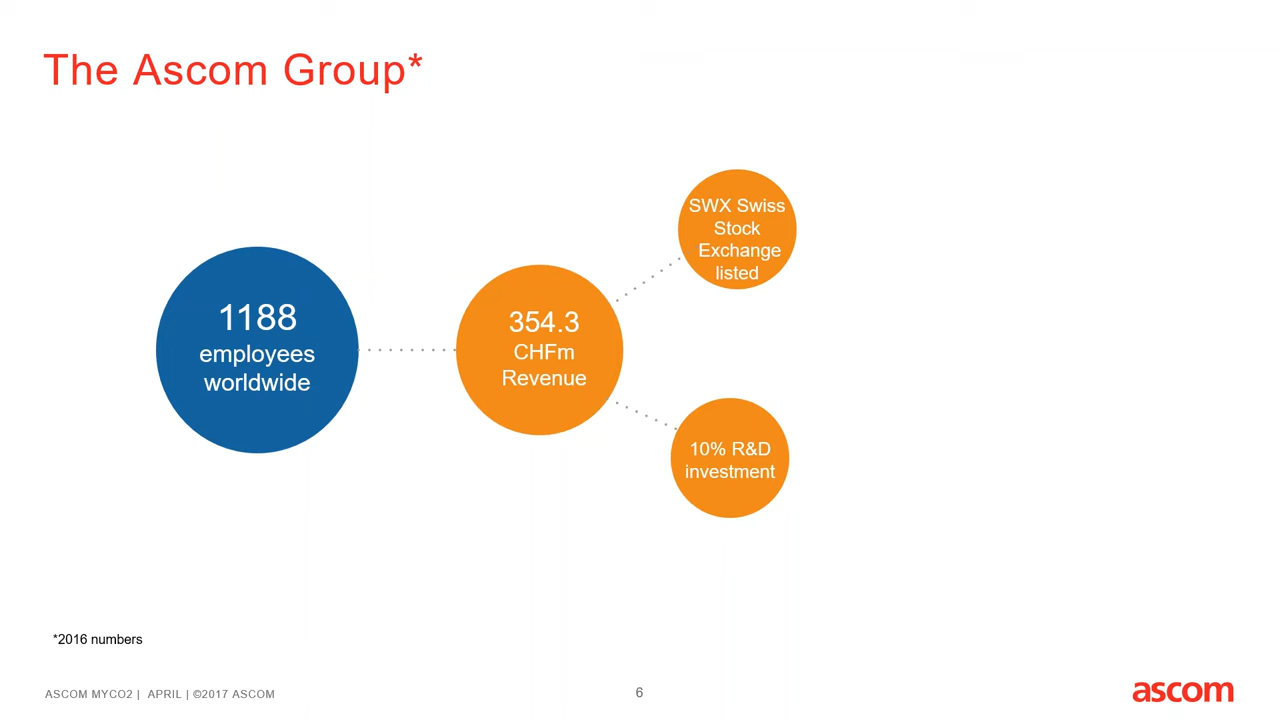 The Ascom Group*
1188
employees
worldwide
354.3
CHFm
Revenue
SWX Swiss
Stock
Exchange
listed
10% R&D
investment
*2016 numbers
ASCOM MYCO2 | APRIL | ©2017 ASCOM
6
ascom